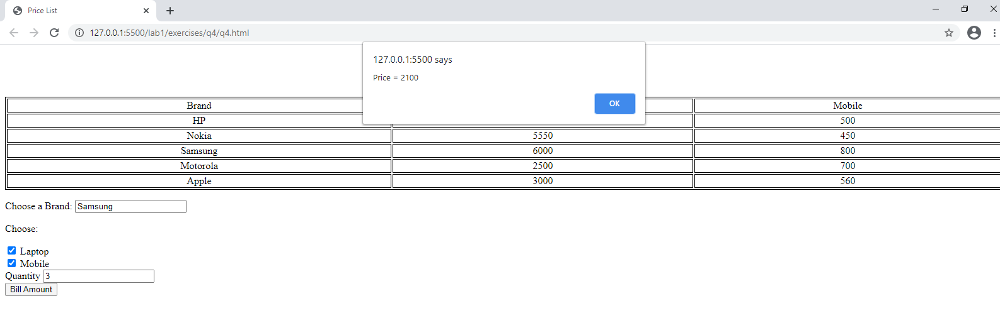 Price List
127.0.0.1:5500/lab1/exercises/q4/q4.html
127.0.0.1:5500 says
Price = 2100
OK
Brand Mobile
HP 500
Nokia 5550 450
Samsung 6000 800
Motorola 2500 700
Apple 3000 560
Choose a Brand: Samsung
Choose:
Laptop
Mobile
Quantity 3
Bill Amount